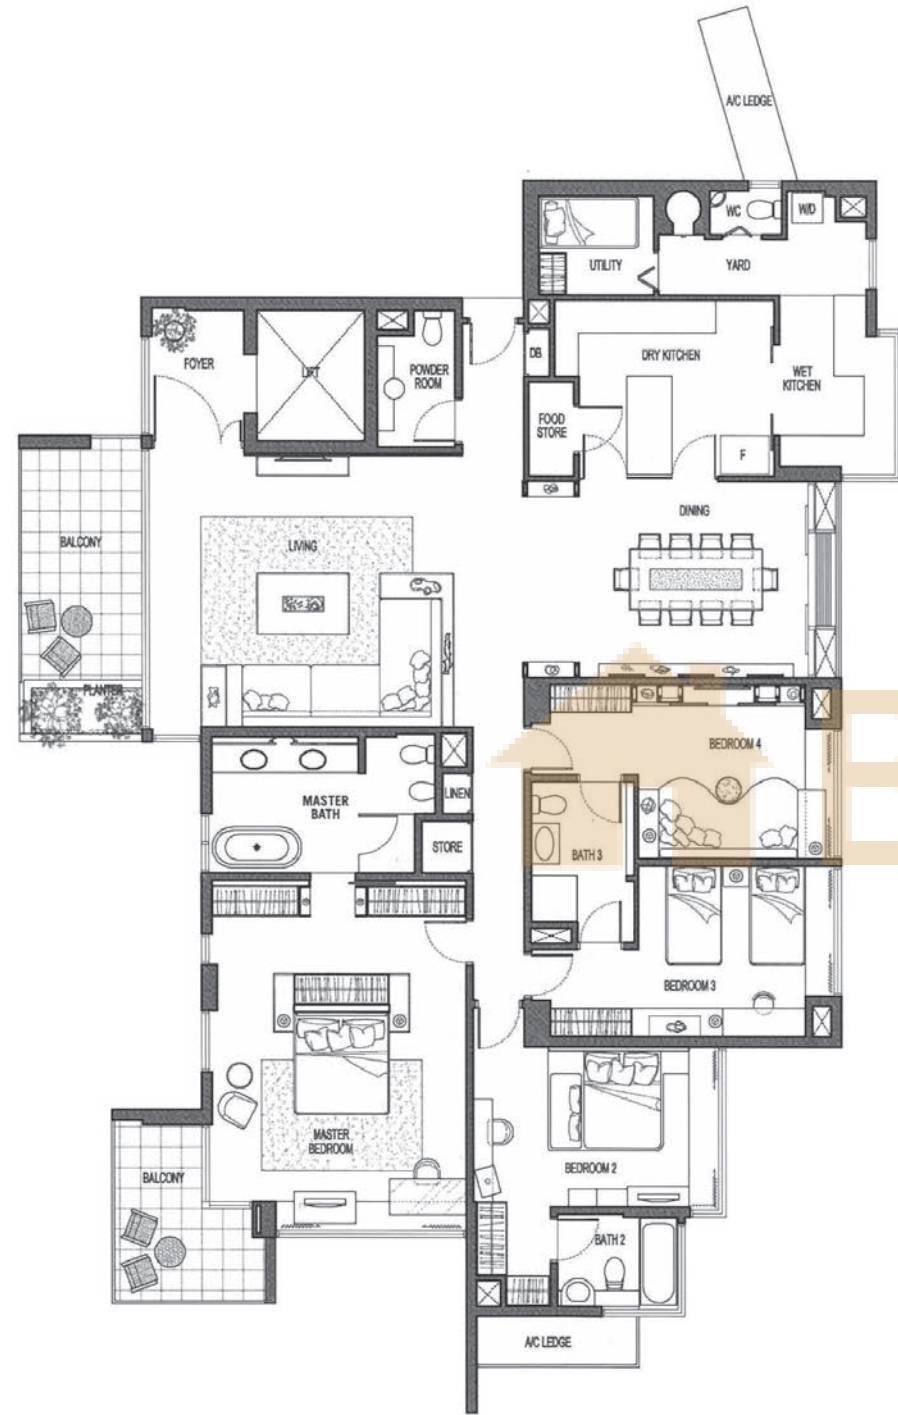 A/C LEDGE
WC
W/D
UTILITY
YARD
FOYER
LIFT
POWDER
ROOM
DB
DRY KITCHEN
WET
KITCHEN
FOOD
STORE
F
DINING
BALCONY
LIVING
PLANTER
BEDROOM 4
MASTER
BATH
LINEN
STORE
BATH 3
BEDROOM 3
MASTER
BEDROOM
BEDROOM 2
BALCONY
BATH 2
A/C LEDGE
E